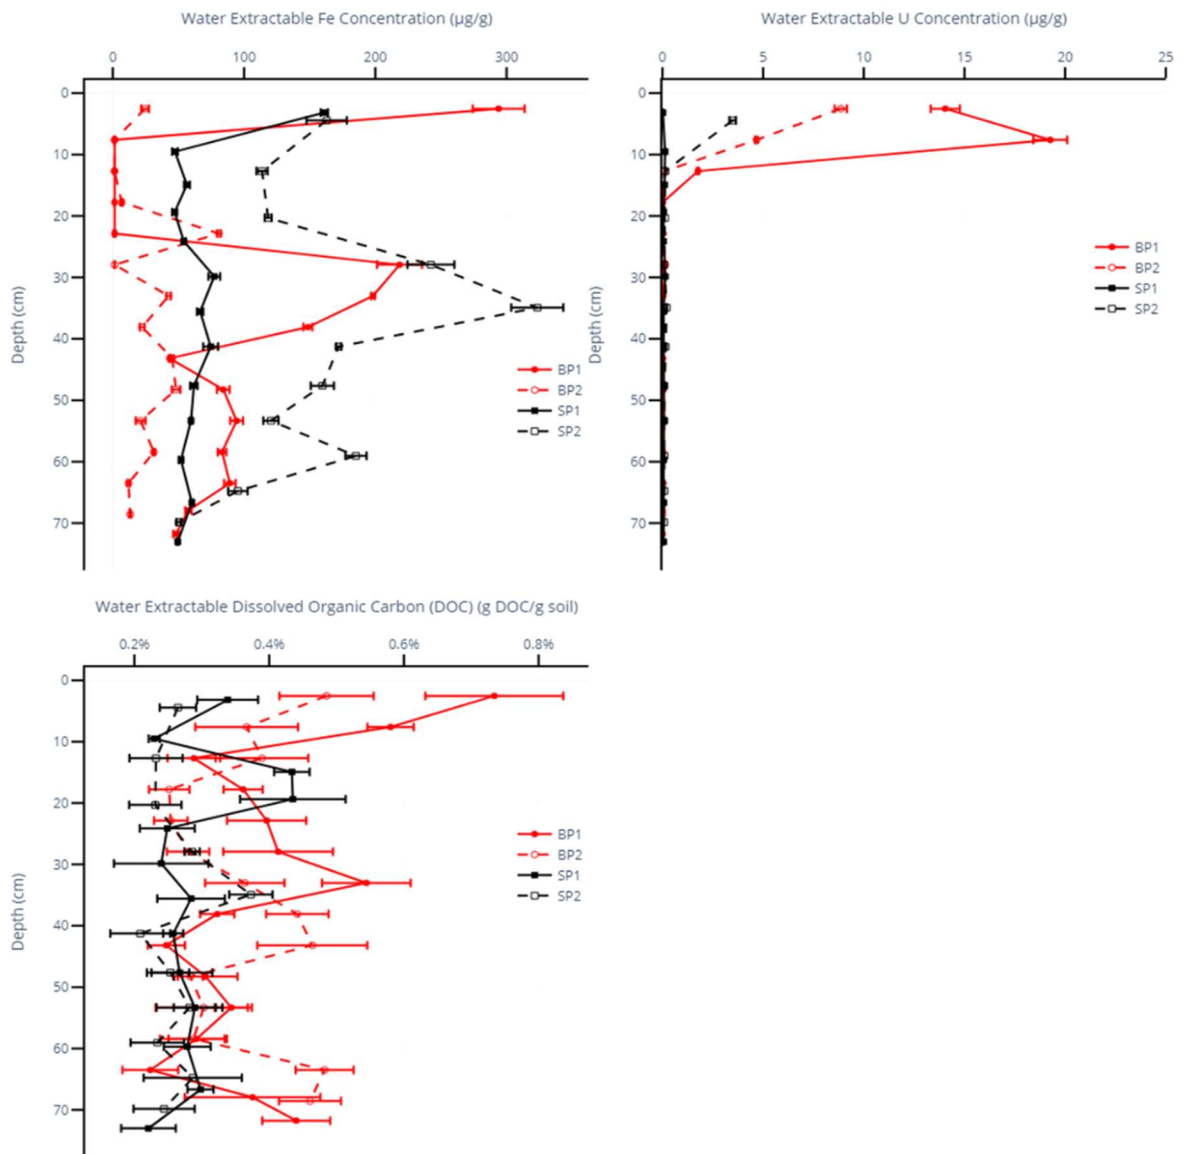 Water Extractable Fe Concentration (µg/g)
0 100 200 300
0
10
20
30
40
50
60
70
Depth (cm)
BP1
BP2
SP1
SP2
Water Extractable U Concentration (µg/g)
0 5 10 15 20 25
0
10
20
30
40
50
60
70
Depth (cm)
BP1
BP2
SP1
SP2
Water Extractable Dissolved Organic Carbon (DOC) (g DOC/g soil)
0.2% 0.4% 0.6% 0.8%
0
10
20
30
40
50
60
70
Depth (cm)
BP1
BP2
SP1
SP2